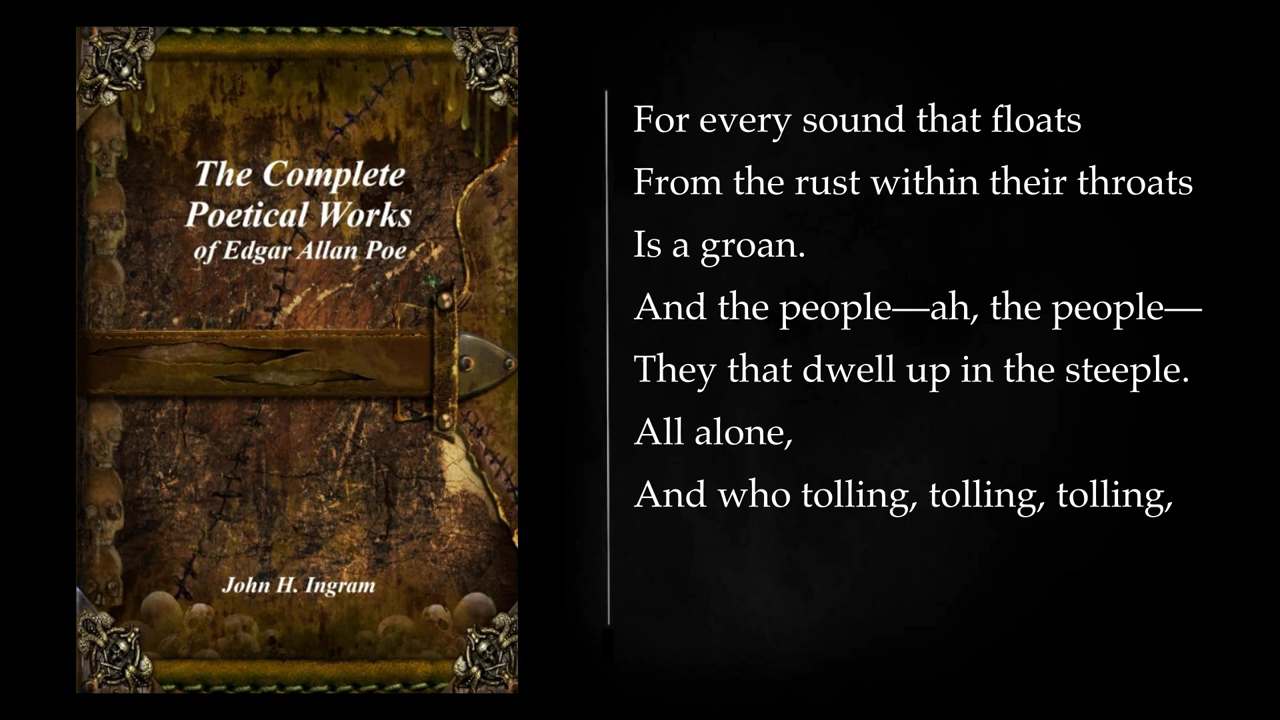 The Complete
Poetical Works
of Edgar Allan Poe
John H. Ingram
For every sound that floats
From the rust within their throats
Is a groan.
And the people—ah, the people—
They that dwell up in the steeple.
All alone,
And who tolling, tolling, tolling,